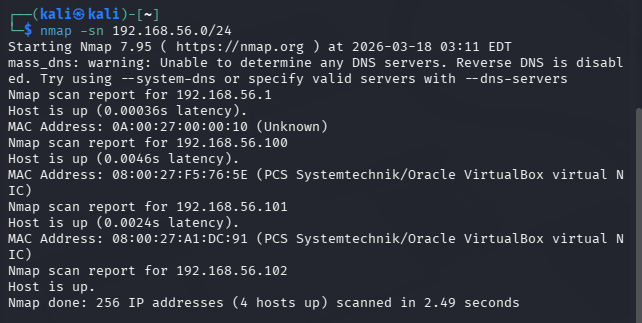 ┌──(kali㉿kali)-[~]
└─$ nmap -sn 192.168.56.0/24
Starting Nmap 7.95 ( https://nmap.org ) at 2026-03-18 03:11 EDT
mass_dns: warning: Unable to determine any DNS servers. Reverse DNS is disabl
ed. Try using --system-dns or specify valid servers with --dns-servers
Nmap scan report for 192.168.56.1
Host is up (0.00036s latency).
MAC Address: 0A:00:27:00:00:10 (Unknown)
Nmap scan report for 192.168.56.100
Host is up (0.0046s latency).
MAC Address: 08:00:27:F5:76:5E (PCS Systemtechnik/Oracle VirtualBox virtual N
IC)
Nmap scan report for 192.168.56.101
Host is up (0.0024s latency).
MAC Address: 08:00:27:A1:DC:91 (PCS Systemtechnik/Oracle VirtualBox virtual N
IC)
Nmap scan report for 192.168.56.102
Host is up.
Nmap done: 256 IP addresses (4 hosts up) scanned in 2.49 seconds